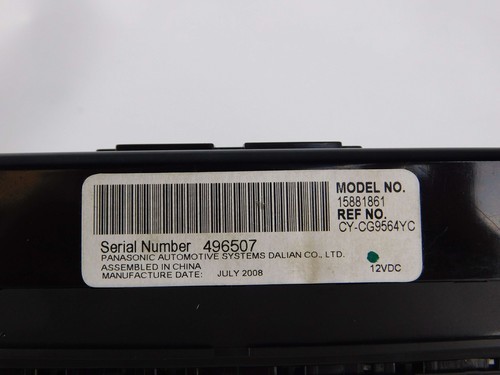 MODEL NO.
15881861
REF NO.
CY-CG9564YC
Serial Number 496507
PANASONIC AUTOMOTIVE SYSTEMS DALIAN CO., LTD.
ASSEMBLED IN CHINA
MANUFACTURE DATE: JULY 2008
12VDC